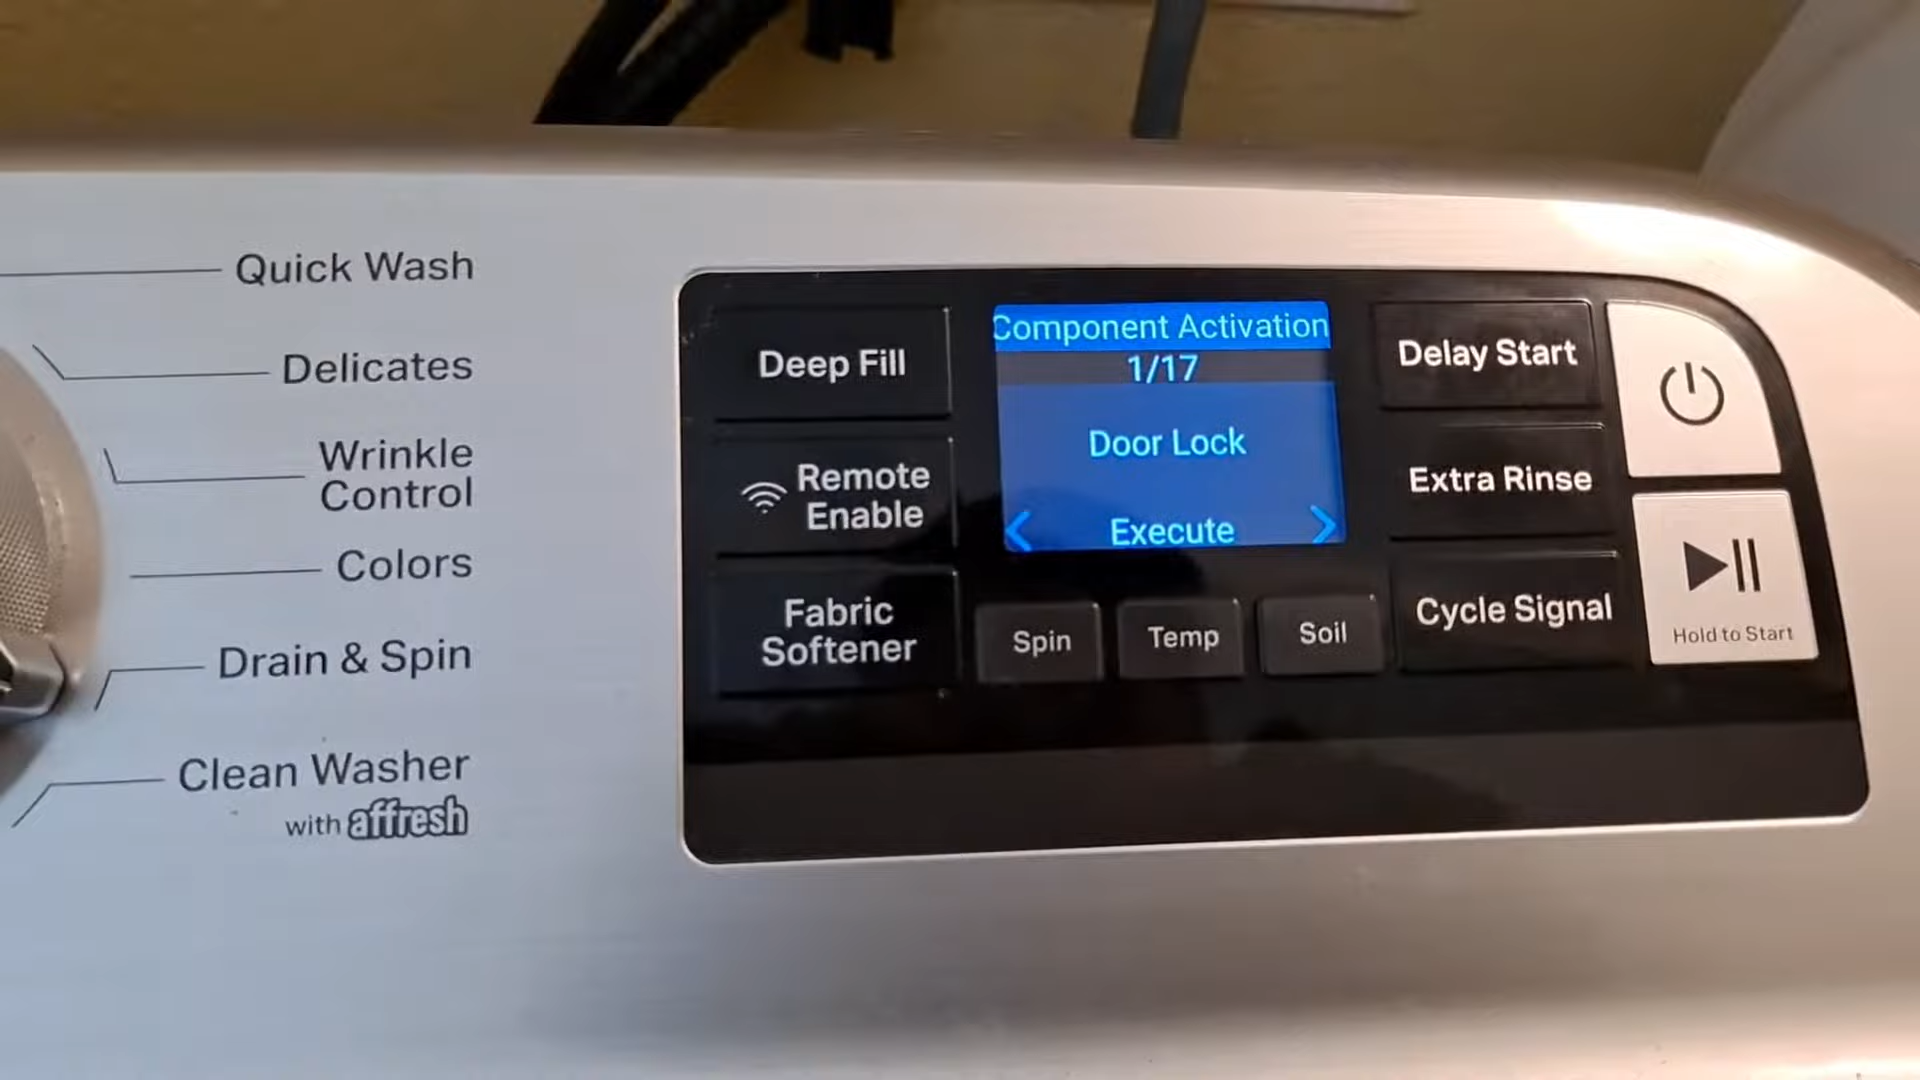 Quick Wash
Delicates
Wrinkle
Control
Colors
Drain & Spin
Clean Washer
with affresh
Deep Fill
Remote
Enable
Fabric
Softener
Component Activation
1/17
Door Lock
< Execute >
Spin
Temp
Soil
Delay Start
Extra Rinse
Cycle Signal
Hold to Start